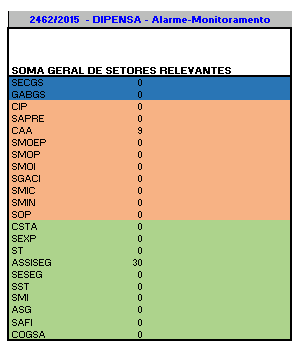 2462/2015 - DIPENSA - Alarme-Monitoramento
SOMA GERAL DE SETORES RELEVANTES
SECGS 0
GABGS 0
CIP 0
SAPRE 0
CAA 9
SMOEP 0
SMOP 0
SMOI 0
SGACI 0
SMIC 0
SMIN 0
SOP 0
CSTA 0
SEXP 0
ST 0
ASSISEG 30
SESEG 0
SST 0
SMI 0
ASG 0
SAFI 0
COGSA 0